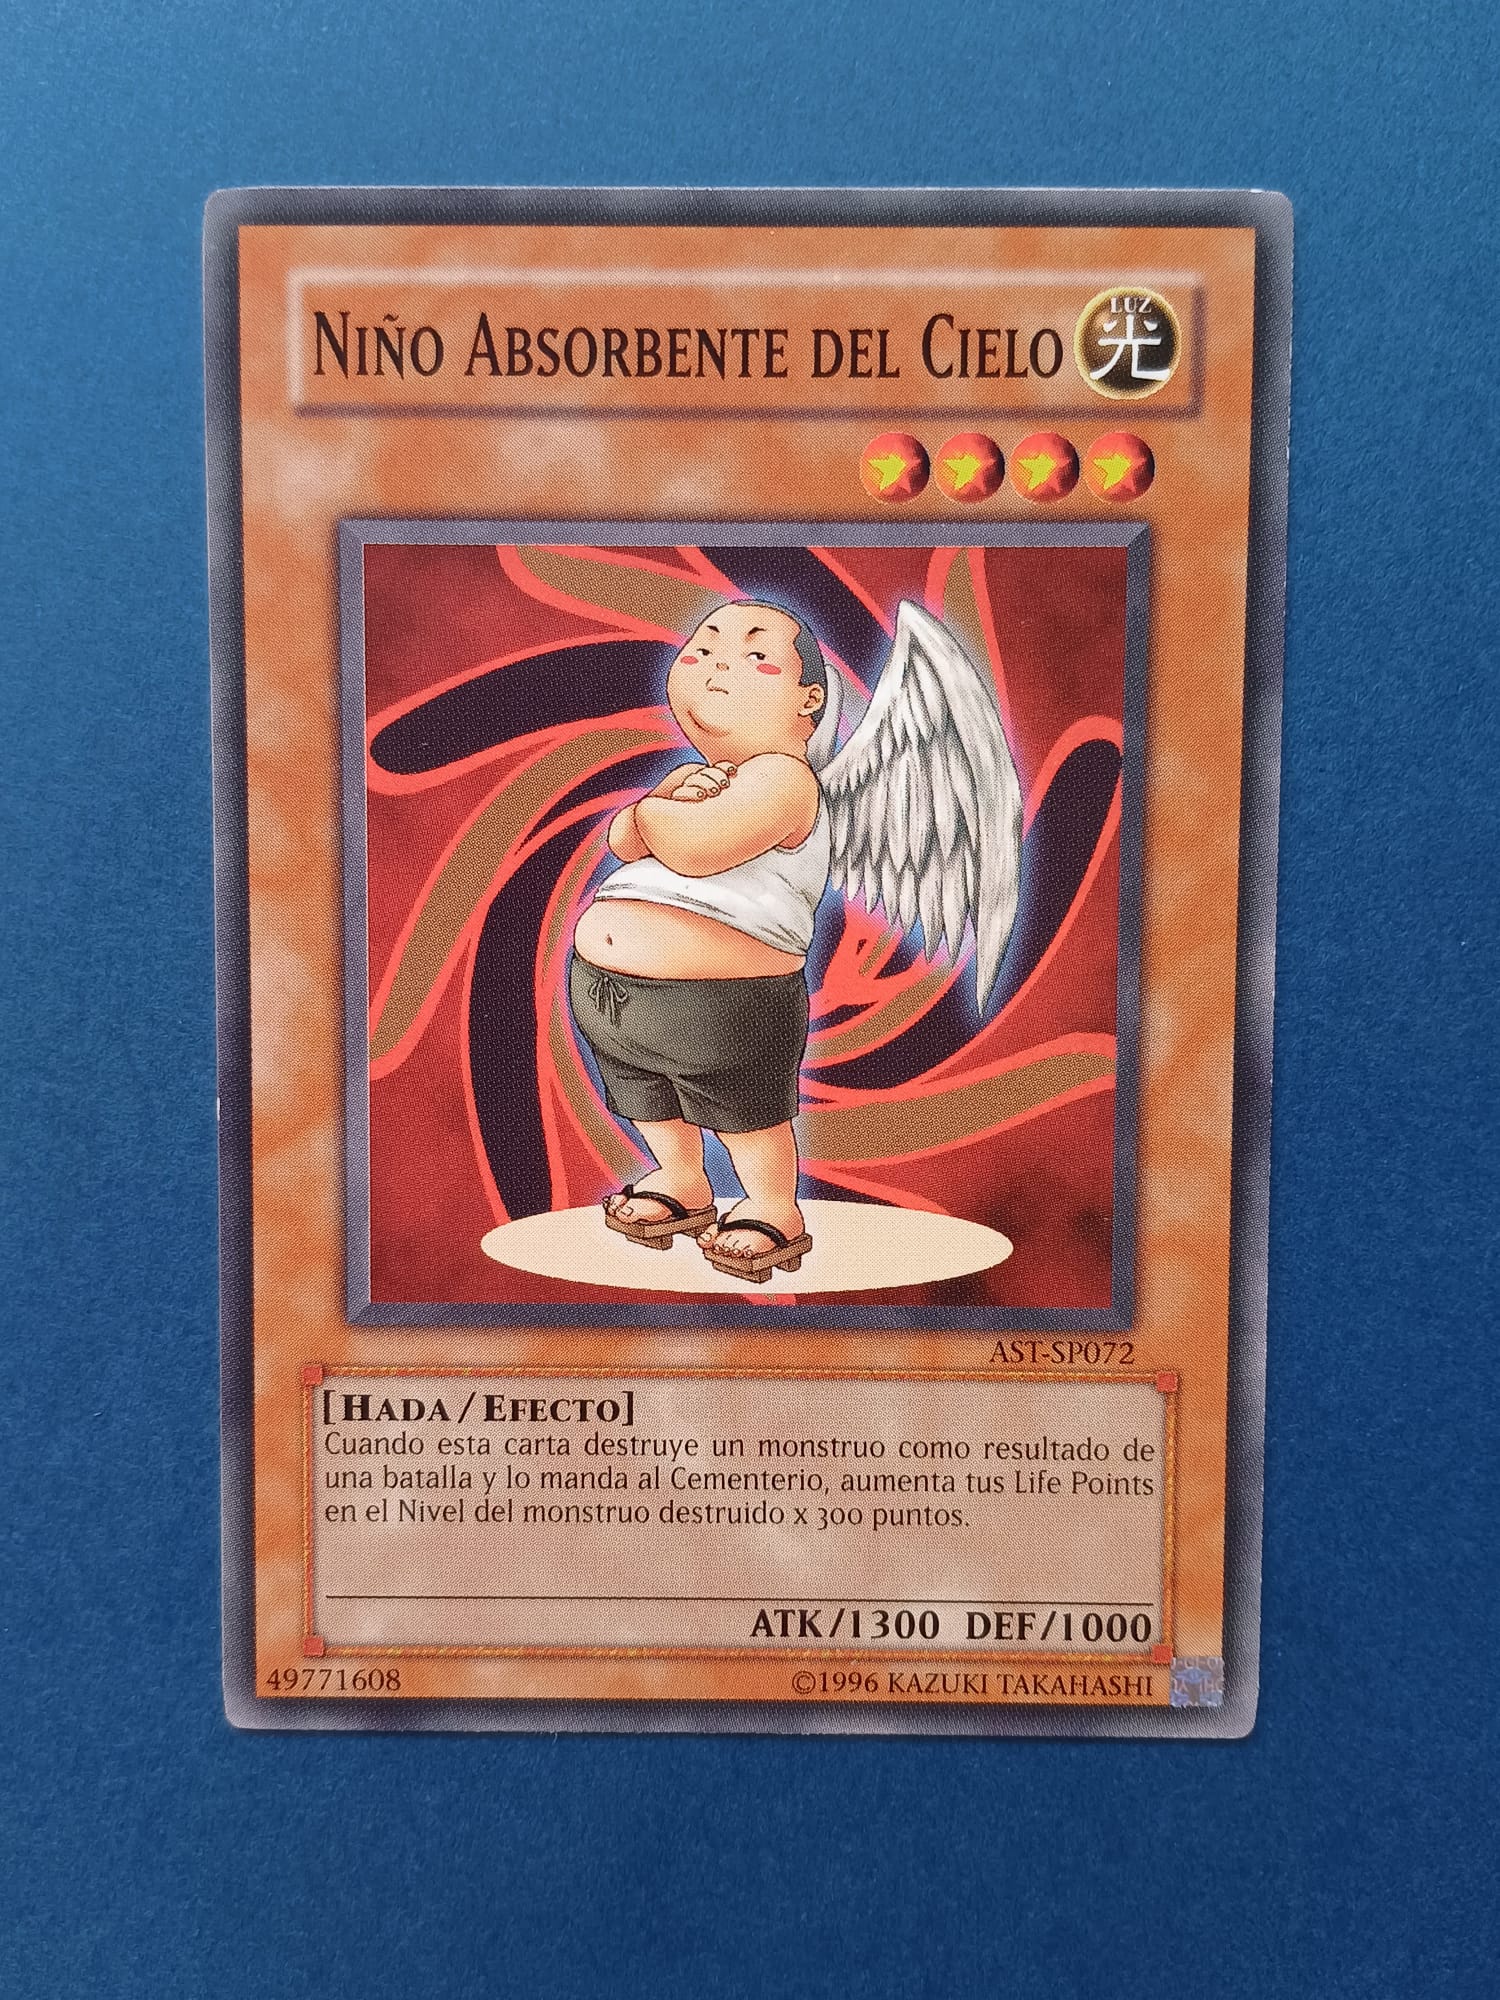 NIÑO ABSORBENTE DEL CIELO
LUZ
光
AST-SP072
[HADA/EFECTO]
Cuando esta carta destruye un monstruo como resultado de
una batalla y lo manda al Cementerio, aumenta tus Life Points
en el Nivel del monstruo destruido x 300 puntos.
ATK/1300 DEF/1000
49771608
©1996 KAZUKI TAKAHASHI